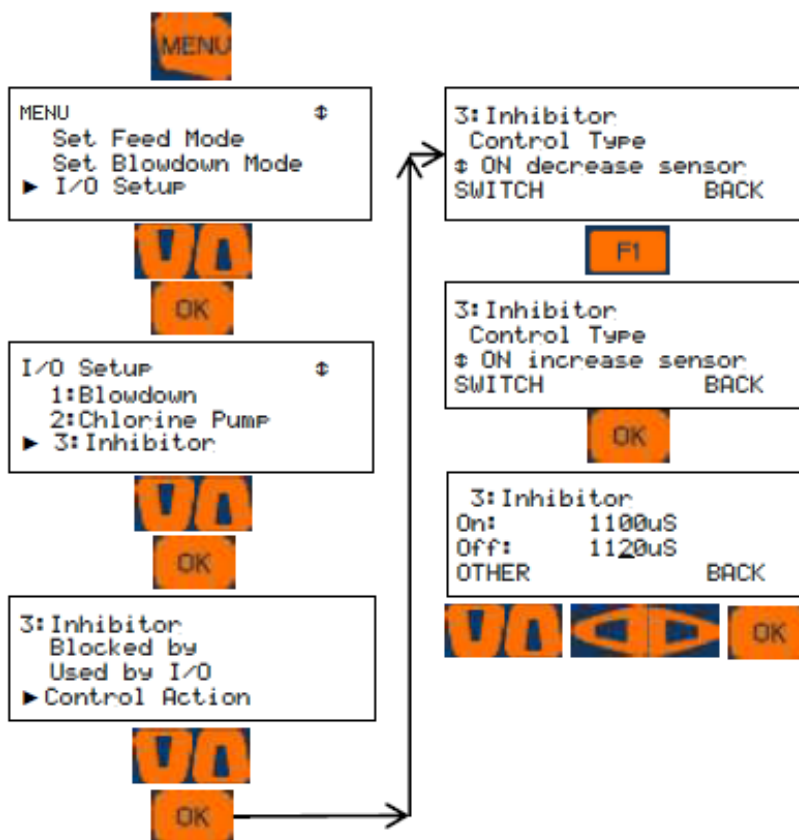 MENU
MENU ↕
Set Feed Mode
Set Blowdown Mode
► I/O Setup
OK
I/O Setup ↕
1:Blowdown
2:Chlorine Pump
► 3:Inhibitor
OK
3:Inhibitor
Blocked by
Used by I/O
►Control Action
OK
3:Inhibitor
Control Type
↕ ON decrease sensor
SWITCH BACK
F1
3:Inhibitor
Control Type
↕ ON increase sensor
SWITCH BACK
OK
3:Inhibitor
On: 1100uS
Off: 1120uS
OTHER BACK
OK